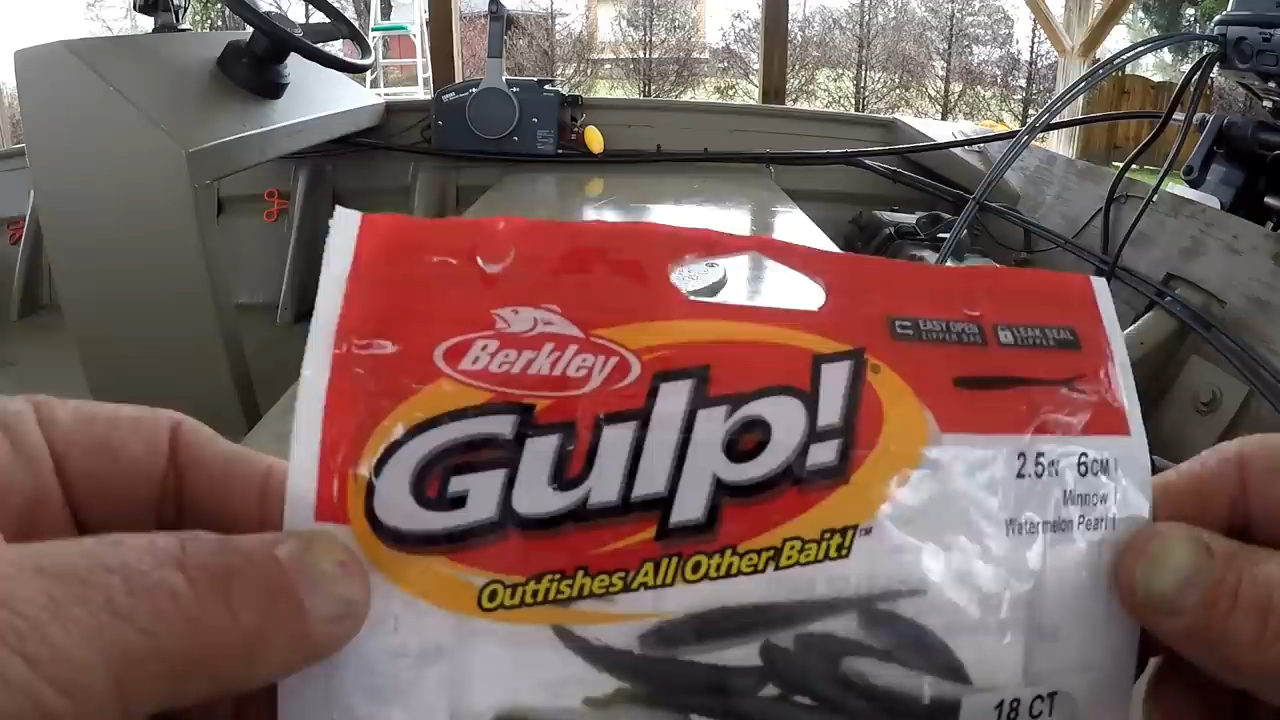 Berkley
Gulp!
Outfishes All Other Bait!™
EASY OPEN
ZIPPER BAG
LEAK SEAL
ZIPPER
2.5IN 6CM
Minnow
Watermelon Pearl
18 CT